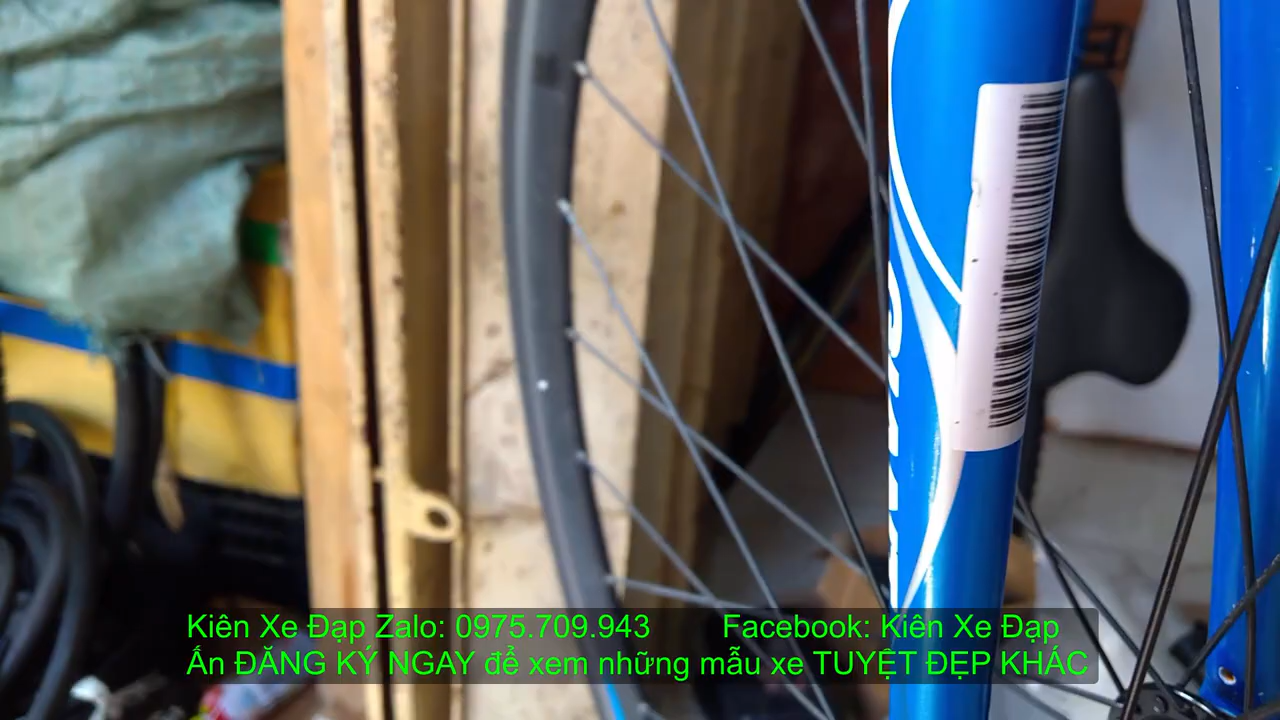 Kiên Xe Đạp Zalo: 0975.709.943 Facebook: Kiên Xe Đạp
Ấn ĐĂNG KÝ NGAY để xem những mẫu xe TUYỆT ĐẸP KHÁC